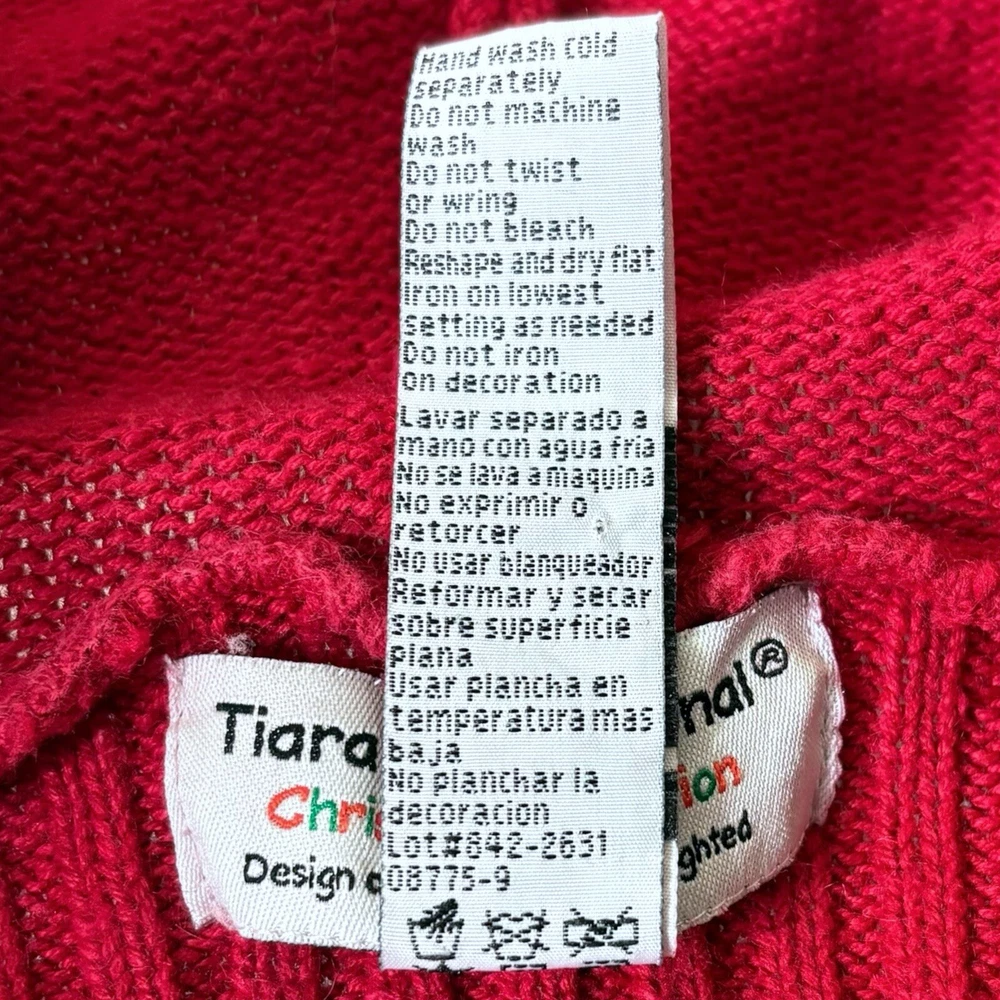 Hand wash cold
separately
Do not machine
wash
Do not twist
or wring
Do not bleach
Reshape and dry flat
Iron on lowest
setting as needed
Do not iron
on decoration
Lavar separado a
mano con agua fria
No se lava a maquina
No exprimir o
retorcer
No usar blanqueador
Reformar y secar
sobre superficie
plana
Usar plancha en
temperatura mas
baja
No planchar la
decoracion
Lot#842-2631
08775-9
Tiara nal®
Chri ion
Design ghted